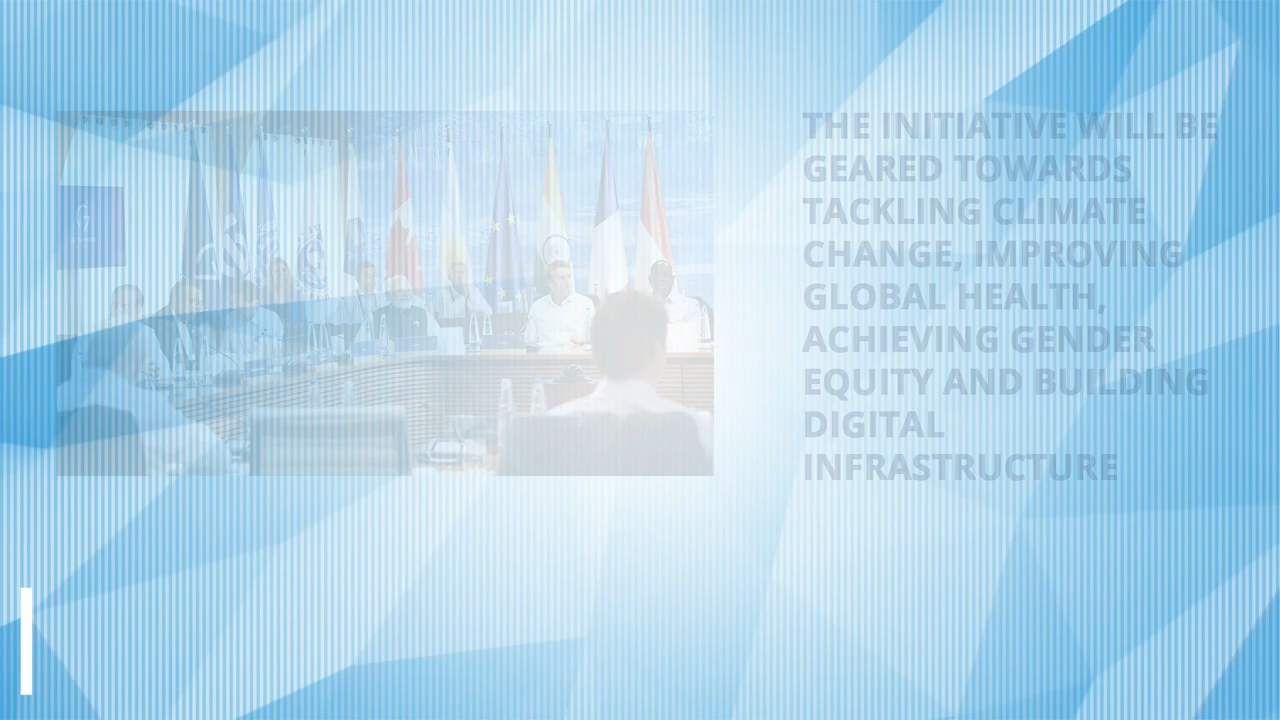 THE INITIATIVE WILL BE
GEARED TOWARDS
TACKLING CLIMATE
CHANGE, IMPROVING
GLOBAL HEALTH,
ACHIEVING GENDER
EQUITY AND BUILDING
DIGITAL
INFRASTRUCTURE